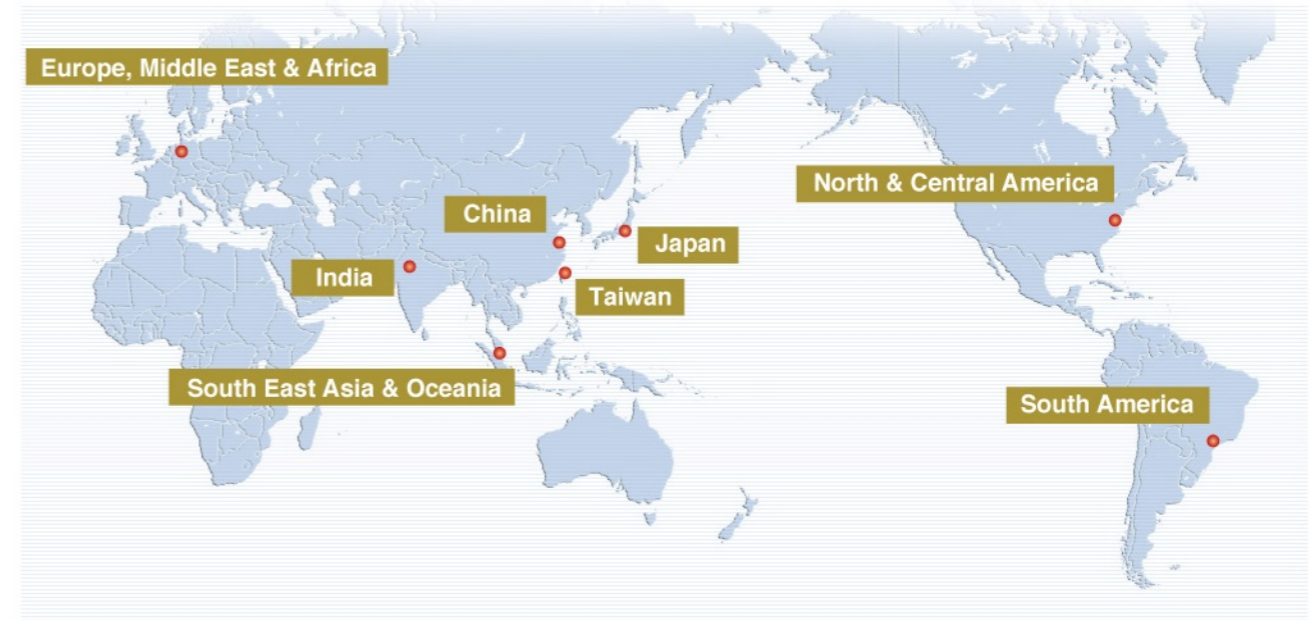 Europe, Middle East & Africa
North & Central America
China
Japan
India
Taiwan
South East Asia & Oceania
South America